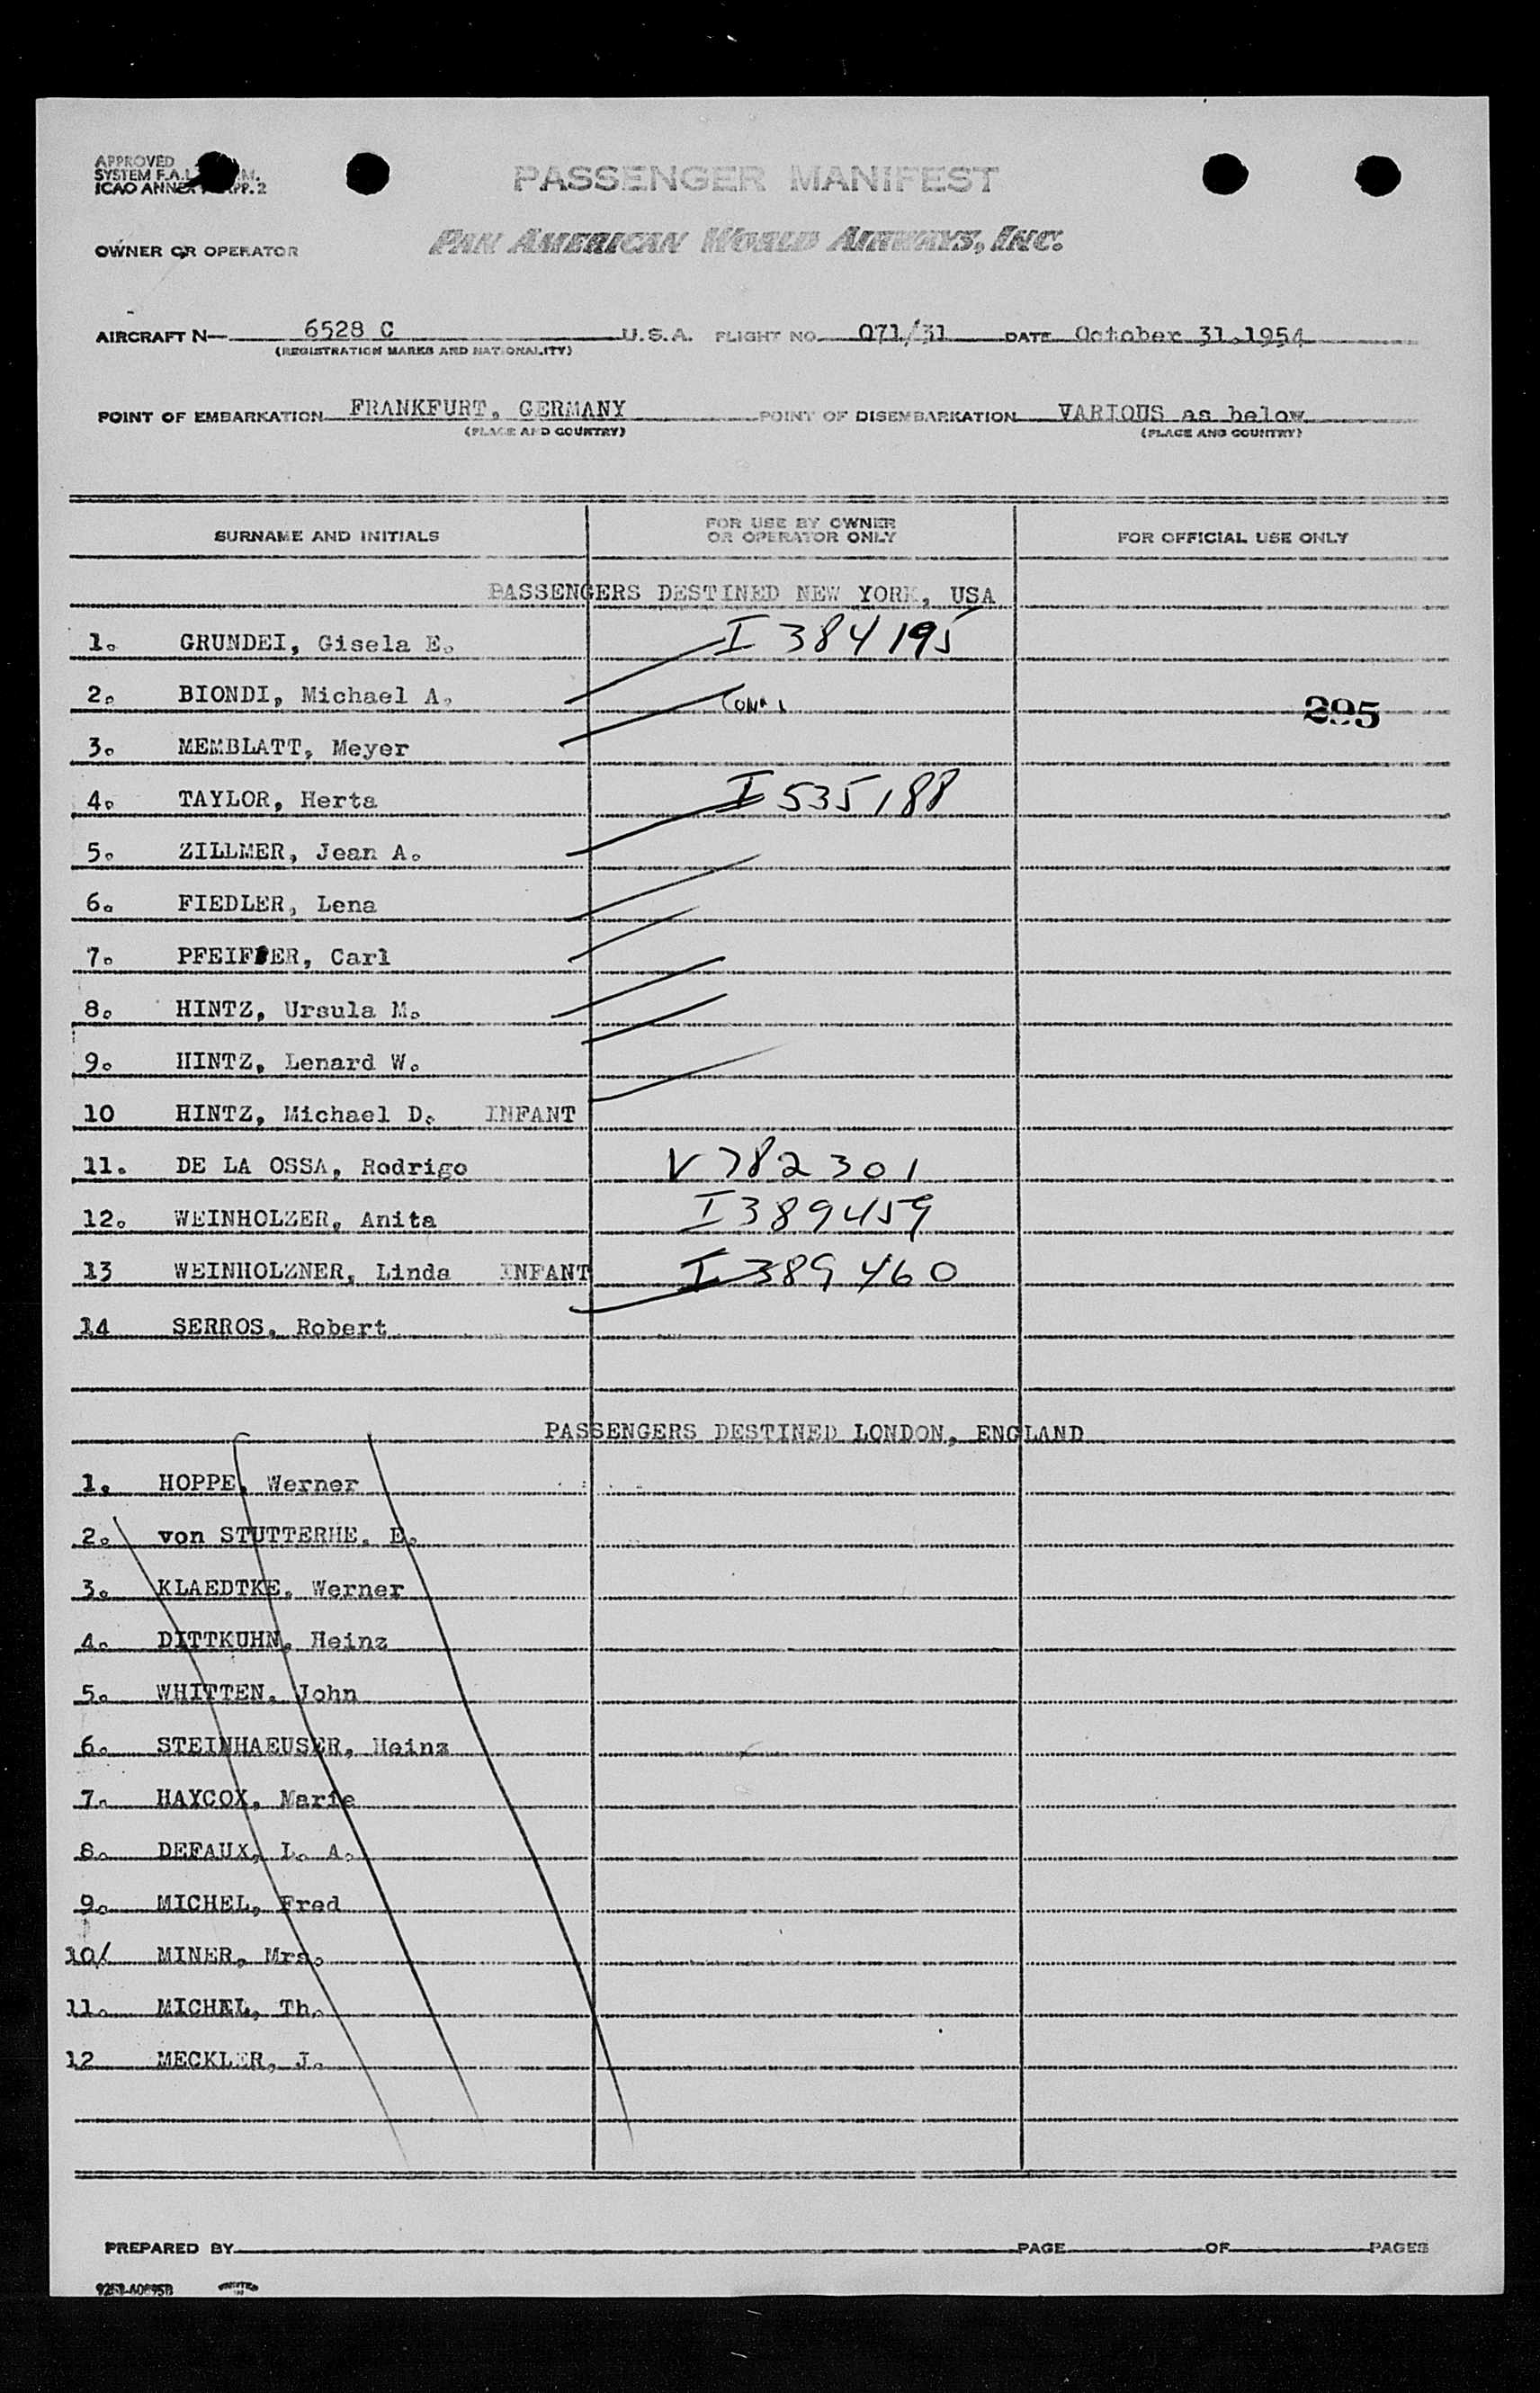 APPROVED
SYSTEM F.A.L. M.
ICAO ANNEX APP. 2
PASSENGER MANIFEST
OWNER OR OPERATOR PAN AMERICAN WORLD AIRWAYS, INC.
AIRCRAFT N— 6528 C U.S.A. FLIGHT NO. 071/31 DATE October 31.1954
(REGISTRATION MARKS AND NATIONALITY)
POINT OF EMBARKATION FRANKFURT, GERMANY POINT OF DISEMBARKATION VARIOUS as below
(PLACE AND COUNTRY) (PLACE AND COUNTRY)
SURNAME AND INITIALS FOR USE BY OWNER OR OPERATOR ONLY FOR OFFICIAL USE ONLY
PASSENGERS DESTINED NEW YORK, USA
1. GRUNDEI, Gisela E. I 384195
2. BIONDI, Michael A. 295
3. MEMBLATT, Meyer
4. TAYLOR, Herta I 535188
5. ZILLMER, Jean A.
6. FIEDLER, Lena
7. PFEIFFER, Carl
8. HINTZ, Ursula M.
9. HINTZ, Lenard W.
10 HINTZ, Michael D. INFANT
11. DE LA OSSA, Rodrigo V782301
12. WEINHOLZER, Anita I389459
13 WEINHOLZNER, Linda INFANT I389460
14 SERROS, Robert
PASSENGERS DESTINED LONDON, ENGLAND
1. HOPPE, Werner
2. von STUTTERHE, E.
3. KLAEDTKE, Werner
4. DITTKUHN, Heinz
5. WHITTEN, John
6. STEINHAEUSER, Heinz
7. HAYCOX, Marie
8. DEFAUX, L. A.
9. MICHEL, Fred
10/ MINER, Mrs.
11. MICHEL, Th.
12 MECKLER, J.
PREPARED BY PAGE OF PAGES